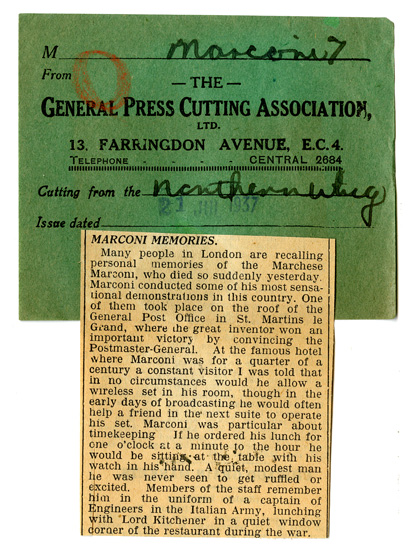 M Marconi 7
From
— THE —
GENERAL PRESS CUTTING ASSOCIATION,
LTD.
13, FARRINGDON AVENUE, E.C.4.
TELEPHONE - - - CENTRAL 2684
Cutting from the Northern Whig
21 JUL 1937
Issue dated
MARCONI MEMORIES.
Many people in London are recalling
personal memories of the Marchese
Marconi, who died so suddenly yesterday.
Marconi conducted some of his most sensa-
tional demonstrations in this country. One
of them took place on the roof of the
General Post Office in St. Martins le
Grand, where the great inventor won an
important victory by convincing the
Postmaster-General. At the famous hotel
where Marconi was for a quarter of a
century a constant visitor I was told that
in no circumstances would he allow a
wireless set in his room, though in the
early days of broadcasting he would often
help a friend in the next suite to operate
his set. Marconi was particular about
timekeeping If he ordered his lunch for
one o'clock at a minute to the hour he
would be sitting at the table with his
watch in his hand. A quiet, modest man
he was never seen to get ruffled or
excited. Members of the staff remember
him in the uniform of a captain of
Engineers in the Italian Army, lunching
with Lord Kitchener in a quiet window
corner of the restaurant during the war.